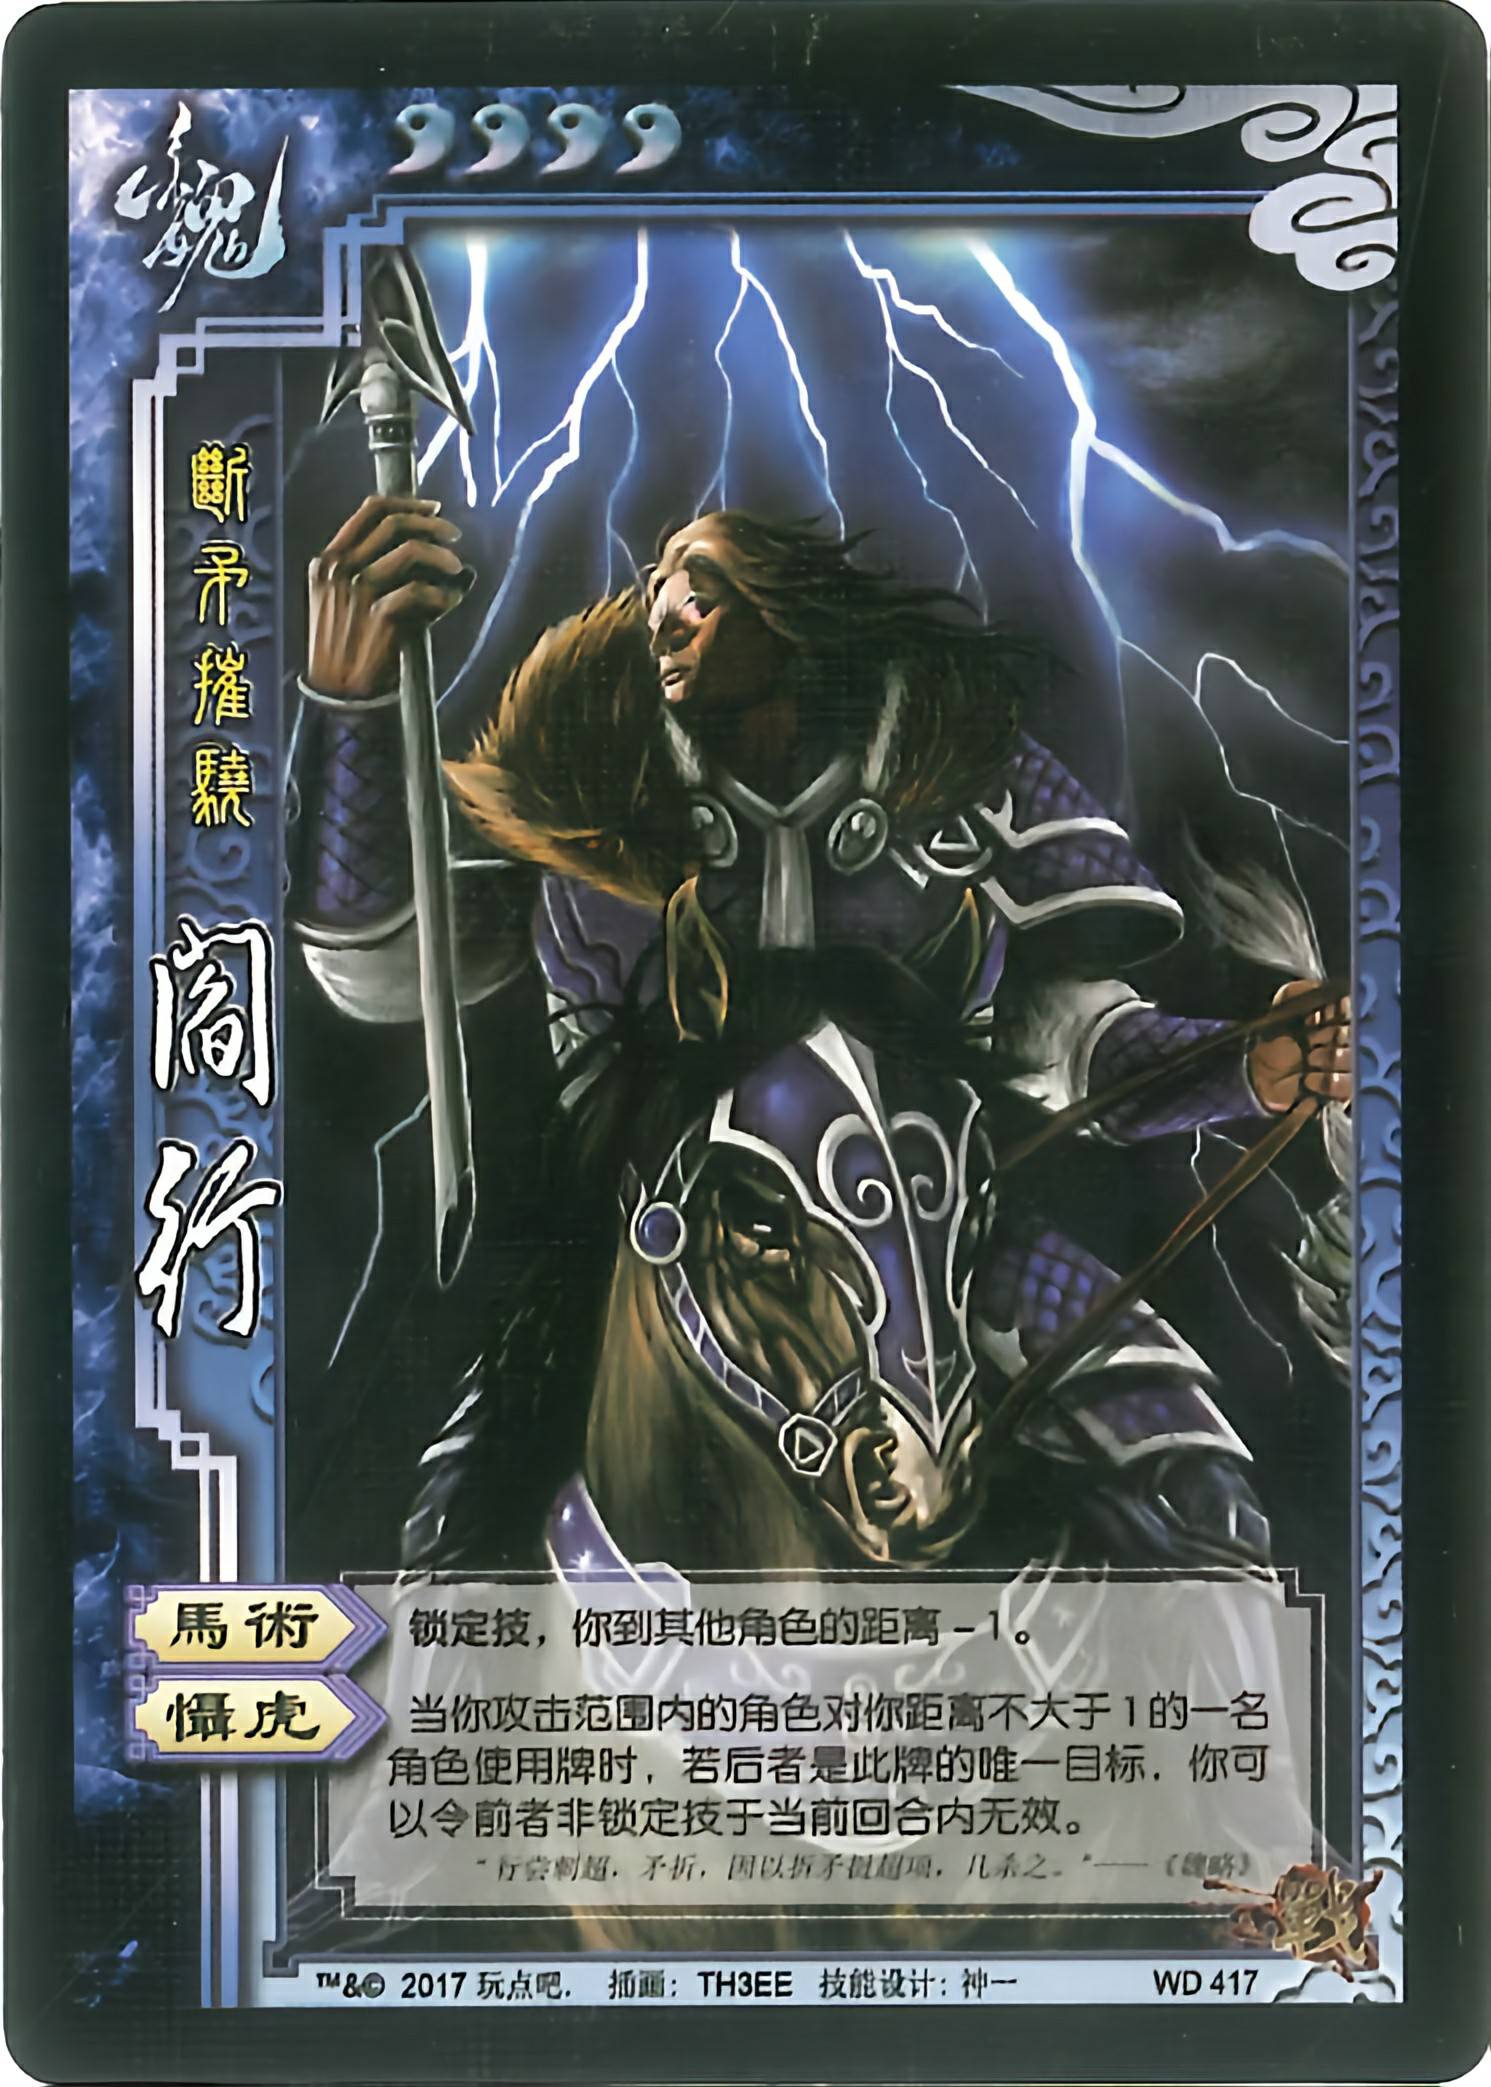 魏
斷矛摧驍
閻行
馬術
锁定技，你到其他角色的距离-1。
懾虎
当你攻击范围内的角色对你距离不大于1的一名
角色使用牌时，若后者是此牌的唯一目标，你可
以令前者非锁定技于当前回合内无效。
“行尝刺超，矛折，因以折矛挝超项，几杀之。”——《魏略》
戰
™&© 2017 玩点吧. 插画：TH3EE 技能设计：神一 WD 417